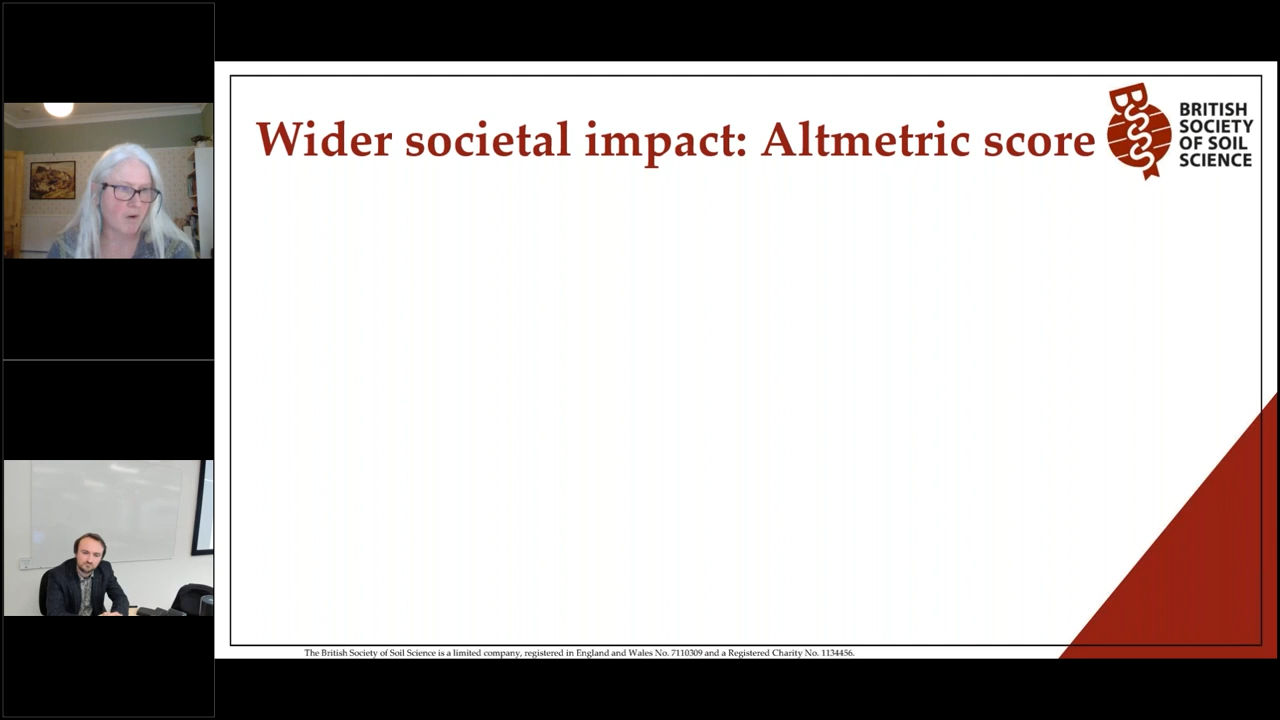 Wider societal impact: Altmetric score
BSSS
BRITISH
SOCIETY
OF SOIL
SCIENCE
The British Society of Soil Science is a limited company, registered in England and Wales No. 7110309 and a Registered Charity No. 1134456.